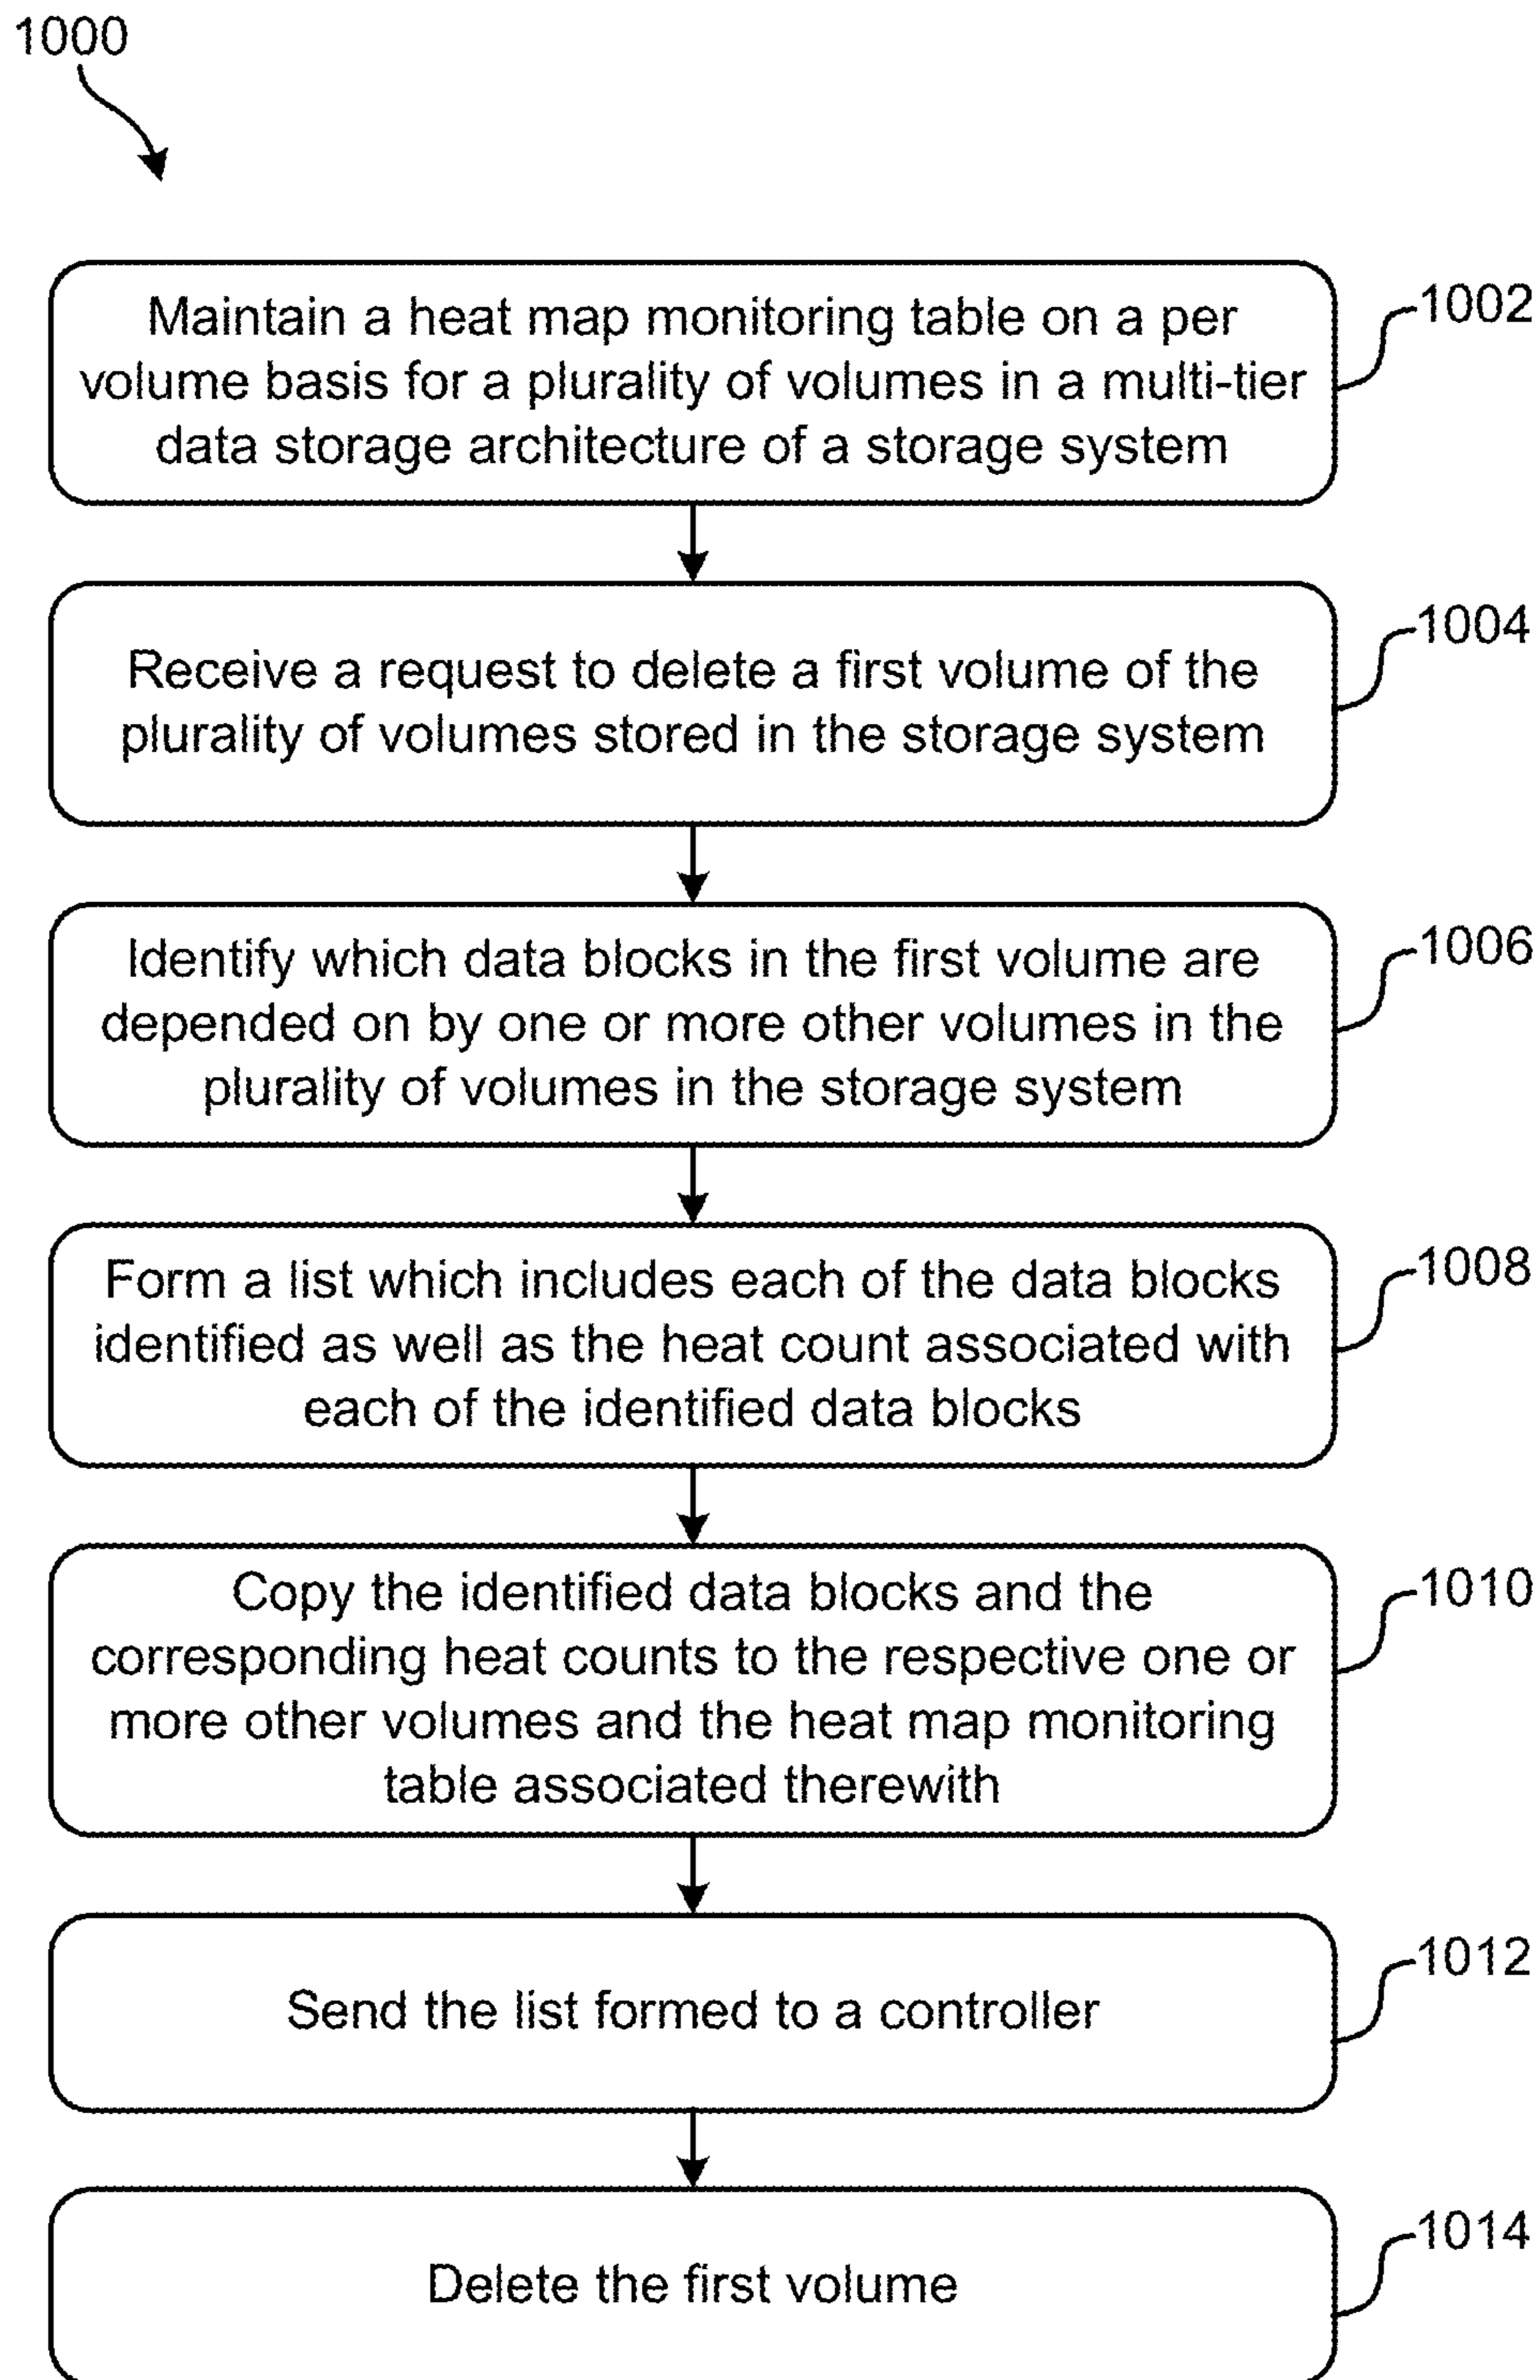 1000
Maintain a heat map monitoring table on a per
volume basis for a plurality of volumes in a multi-tier
data storage architecture of a storage system
1002
Receive a request to delete a first volume of the
plurality of volumes stored in the storage system
1004
Identify which data blocks in the first volume are
depended on by one or more other volumes in the
plurality of volumes in the storage system
1006
Form a list which includes each of the data blocks
identified as well as the heat count associated with
each of the identified data blocks
1008
Copy the identified data blocks and the
corresponding heat counts to the respective one or
more other volumes and the heat map monitoring
table associated therewith
1010
Send the list formed to a controller
1012
Delete the first volume
1014